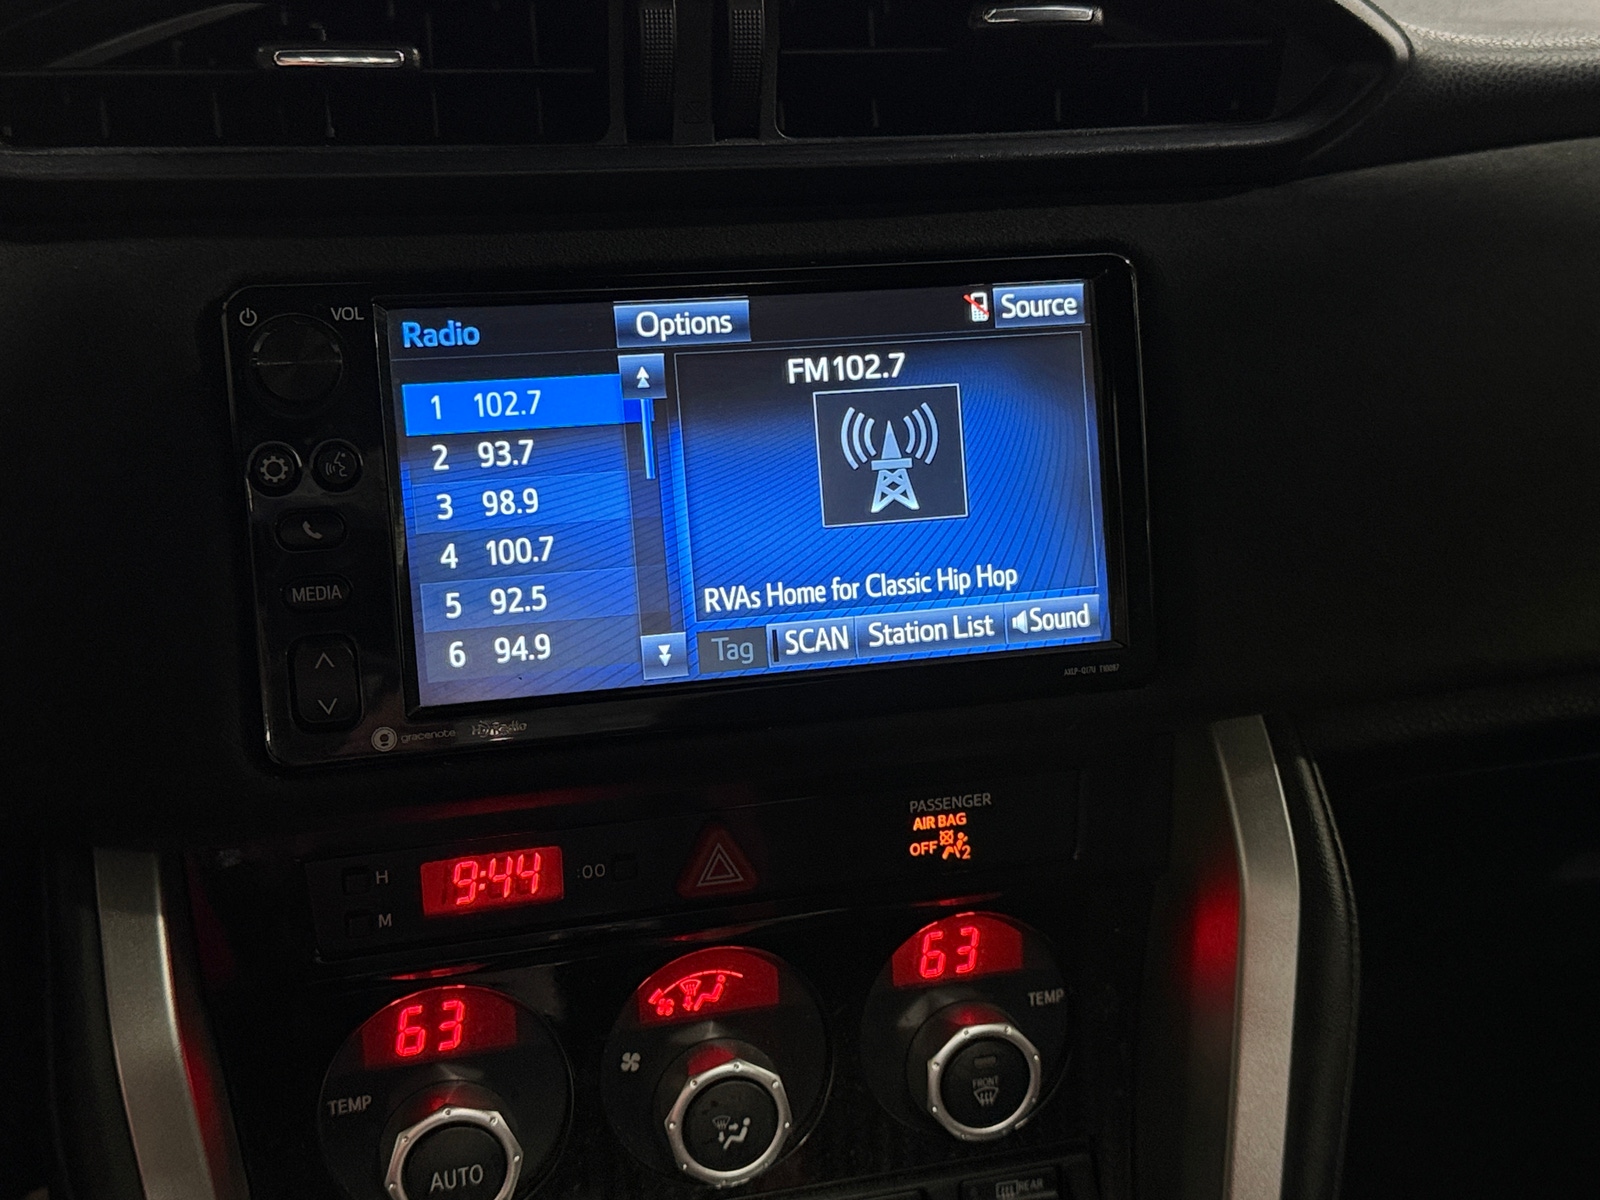 VOL
Radio
Options
Source
FM 102.7
1 102.7
2 93.7
3 98.9
4 100.7
5 92.5
6 94.9
RVAs Home for Classic Hip Hop
Tag
SCAN
Station List
Sound
MEDIA
gracenote
HD Radio
PASSENGER
AIR BAG
OFF 2
H
9:44
:00
M
63
63
TEMP
TEMP
FRONT
AUTO
REAR